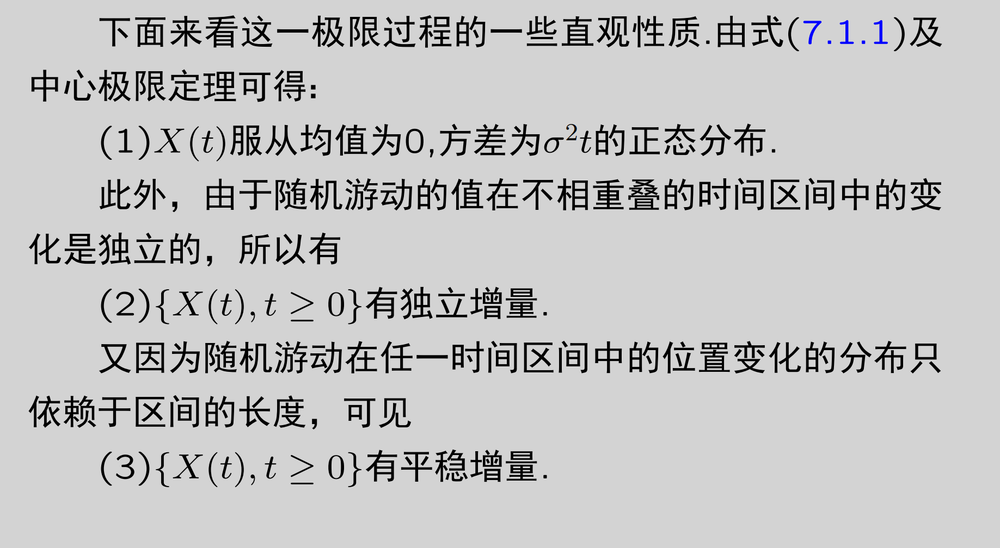 下面来看这一极限过程的一些直观性质.由式(7.1.1)及
中心极限定理可得:
(1)X(t)服从均值为0,方差为σ²t的正态分布.
此外，由于随机游动的值在不相重叠的时间区间中的变
化是独立的，所以有
(2){X(t), t ≥ 0}有独立增量.
又因为随机游动在任一时间区间中的位置变化的分布只
依赖于区间的长度，可见
(3){X(t), t ≥ 0}有平稳增量.